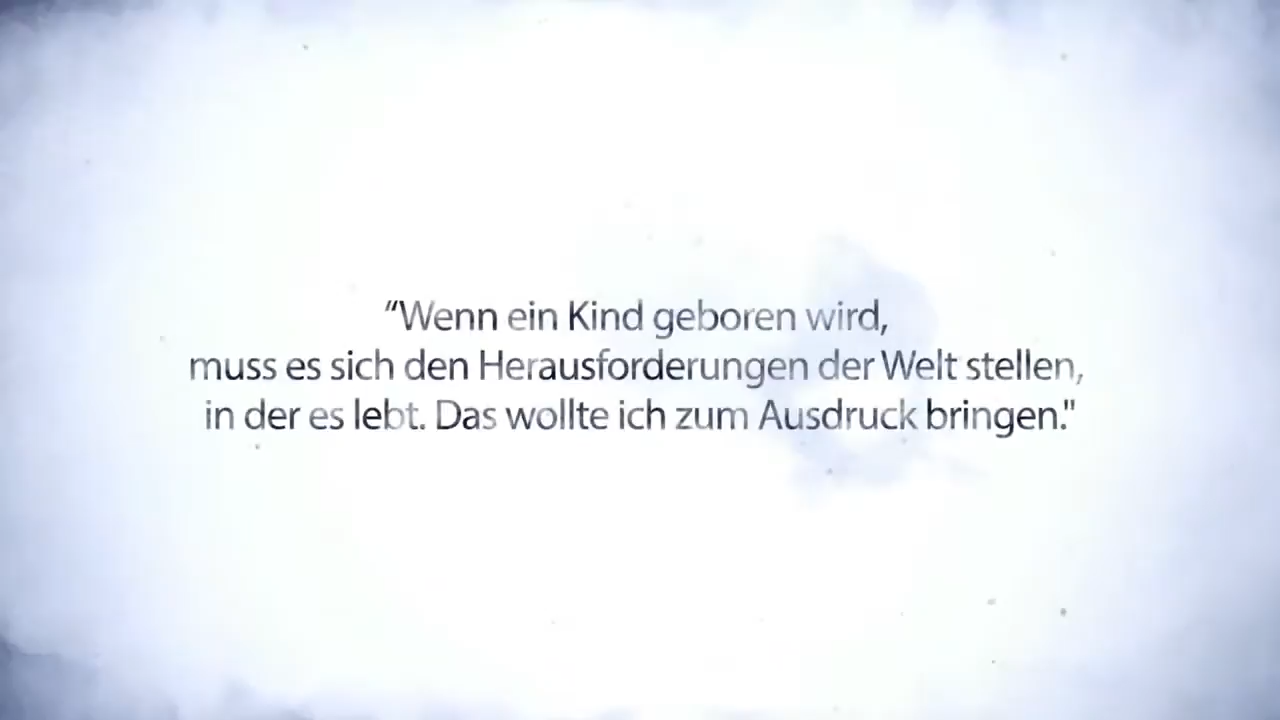 “Wenn ein Kind geboren wird,
muss es sich den Herausforderungen der Welt stellen,
in der es lebt. Das wollte ich zum Ausdruck bringen."